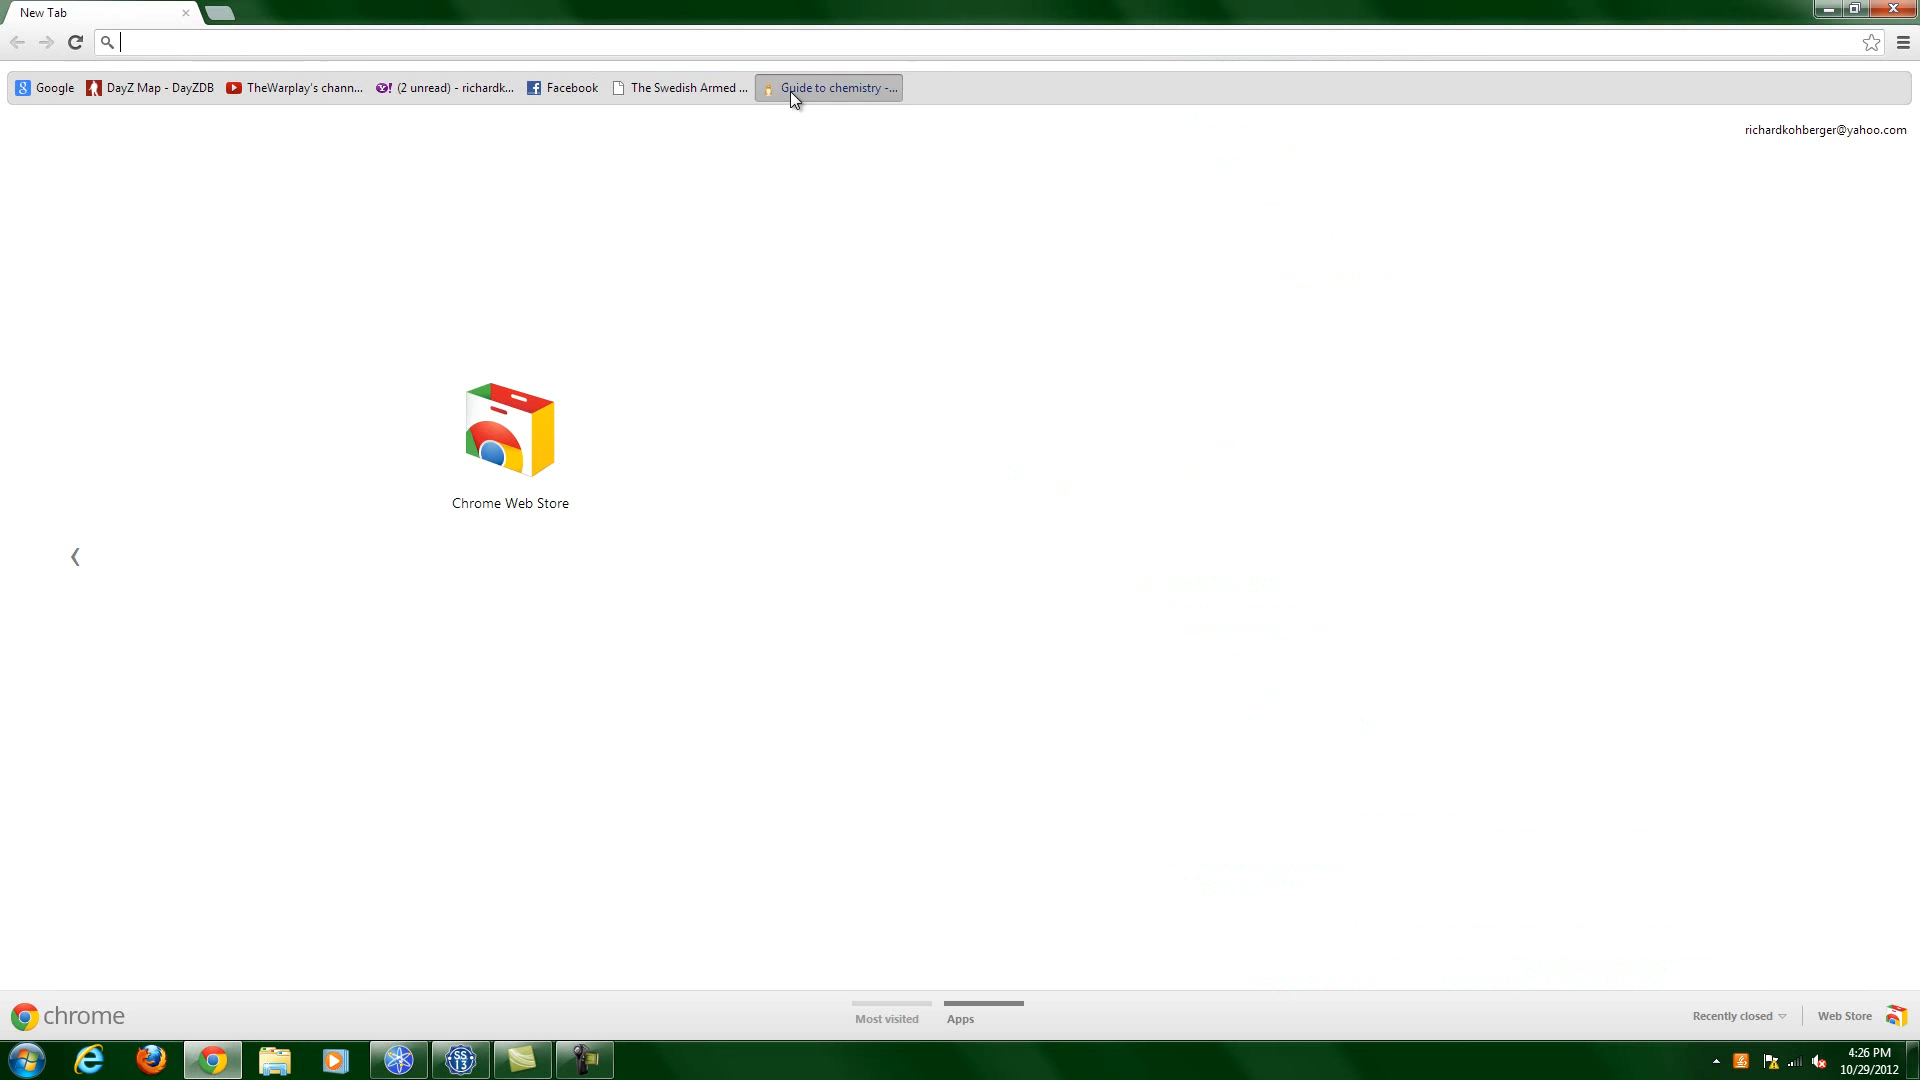 New Tab
Google
DayZ Map - DayZDB
TheWarplay's chann...
(2 unread) - richardk...
Facebook
The Swedish Armed ...
Guide to chemistry -...
richardkohberger@yahoo.com
Chrome Web Store
chrome
Most visited
Apps
Recently closed
Web Store
SS
13
4:26 PM
10/29/2012